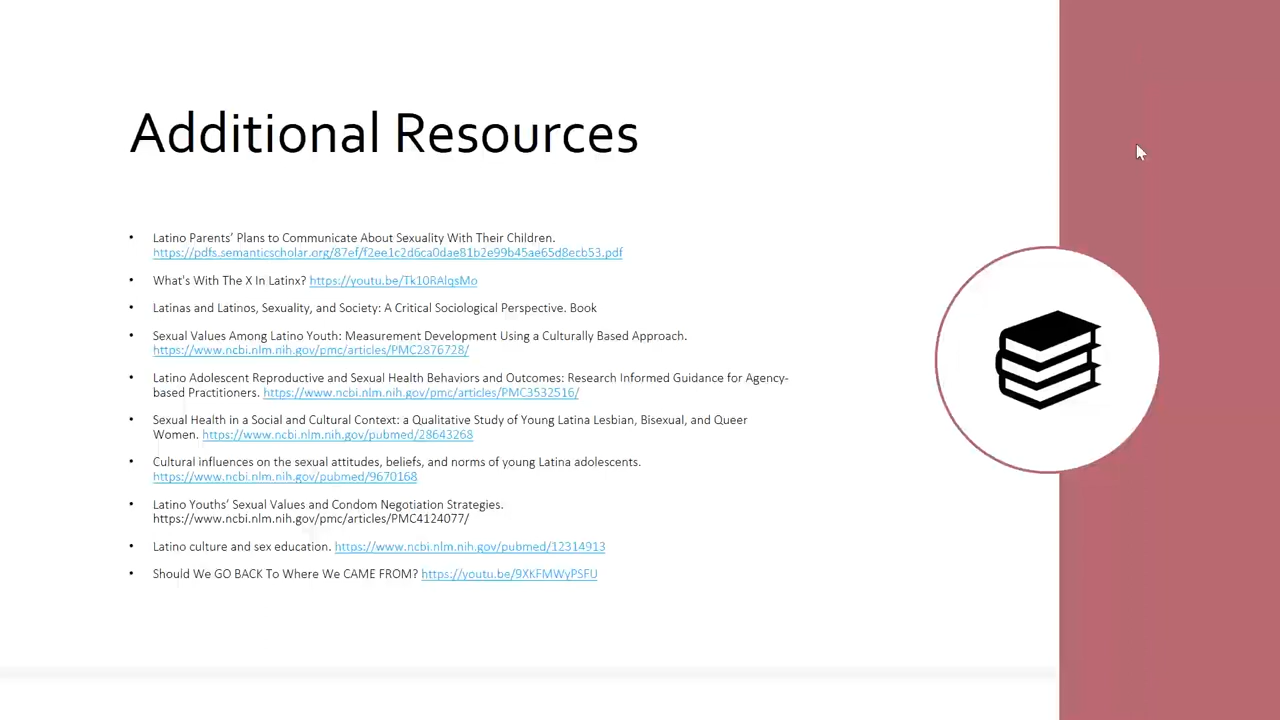 Additional Resources
• Latino Parents’ Plans to Communicate About Sexuality With Their Children.
https://pdfs.semanticscholar.org/87ef/f2ee1c2d6ca0dae81b2e99b45ae65d8ecb53.pdf
• What's With The X In Latinx? https://youtu.be/Tk10RAlqsMo
• Latinas and Latinos, Sexuality, and Society: A Critical Sociological Perspective. Book
• Sexual Values Among Latino Youth: Measurement Development Using a Culturally Based Approach.
https://www.ncbi.nlm.nih.gov/pmc/articles/PMC2876728/
• Latino Adolescent Reproductive and Sexual Health Behaviors and Outcomes: Research Informed Guidance for Agency-
based Practitioners. https://www.ncbi.nlm.nih.gov/pmc/articles/PMC3532516/
• Sexual Health in a Social and Cultural Context: a Qualitative Study of Young Latina Lesbian, Bisexual, and Queer
Women. https://www.ncbi.nlm.nih.gov/pubmed/28643268
• Cultural influences on the sexual attitudes, beliefs, and norms of young Latina adolescents.
https://www.ncbi.nlm.nih.gov/pubmed/9670168
• Latino Youths’ Sexual Values and Condom Negotiation Strategies.
https://www.ncbi.nlm.nih.gov/pmc/articles/PMC4124077/
• Latino culture and sex education. https://www.ncbi.nlm.nih.gov/pubmed/12314913
• Should We GO BACK To Where We CAME FROM? https://youtu.be/9XKFMWyPSFU